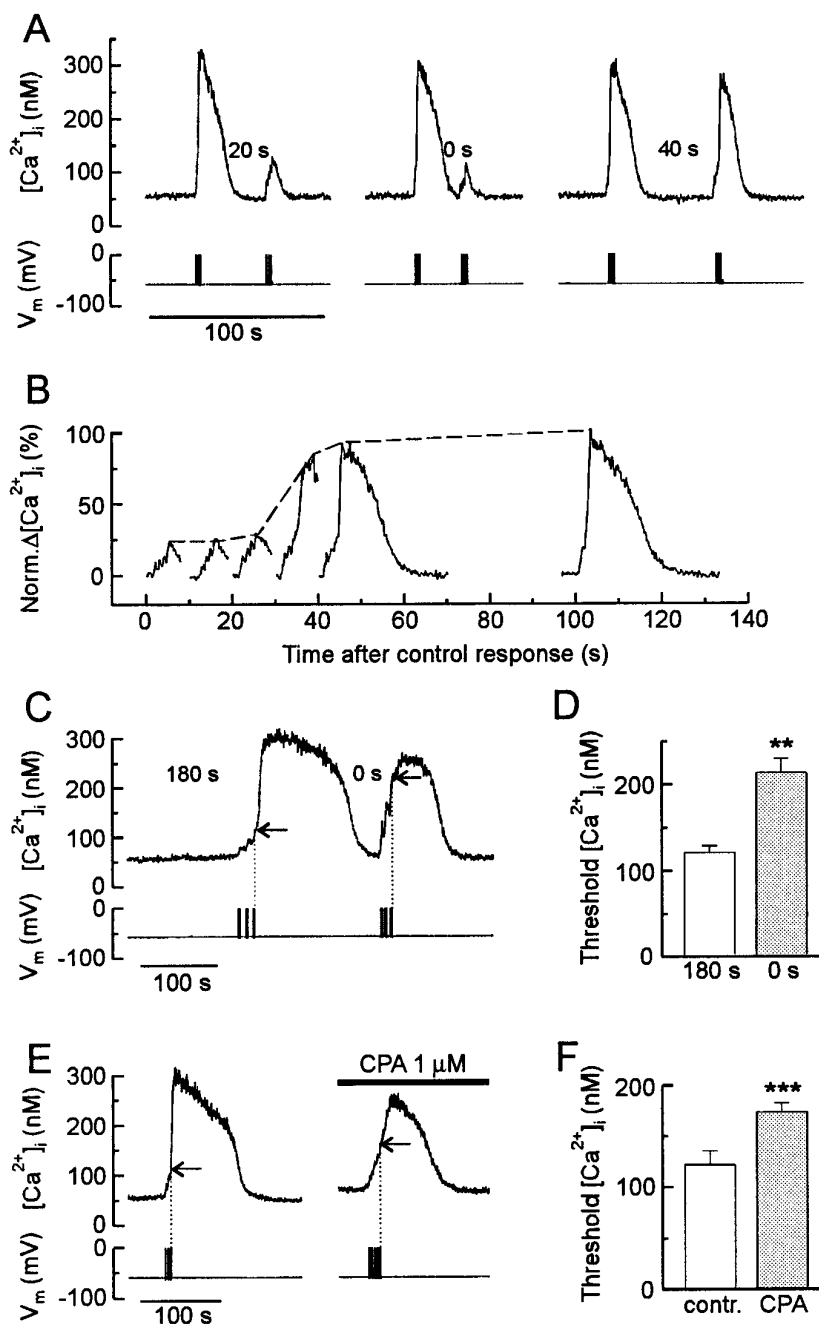 A
[Ca²⁺]ᵢ (nM)
300
200
100
0
20 s
0 s
40 s
Vₘ (mV)
0
-100
100 s
B
Norm.Δ[Ca²⁺]ᵢ (%)
100
50
0
0 20 40 60 80 100 120 140
Time after control response (s)
C
[Ca²⁺]ᵢ (nM)
300
200
100
0
180 s
0 s
Vₘ (mV)
0
-100
100 s
D
Threshold [Ca²⁺]ᵢ (nM)
200
100
0
**
180 s 0 s
E
[Ca²⁺]ᵢ (nM)
300
200
100
0
CPA 1 µM
Vₘ (mV)
0
-100
100 s
F
Threshold [Ca²⁺]ᵢ (nM)
200
100
0
***
contr. CPA